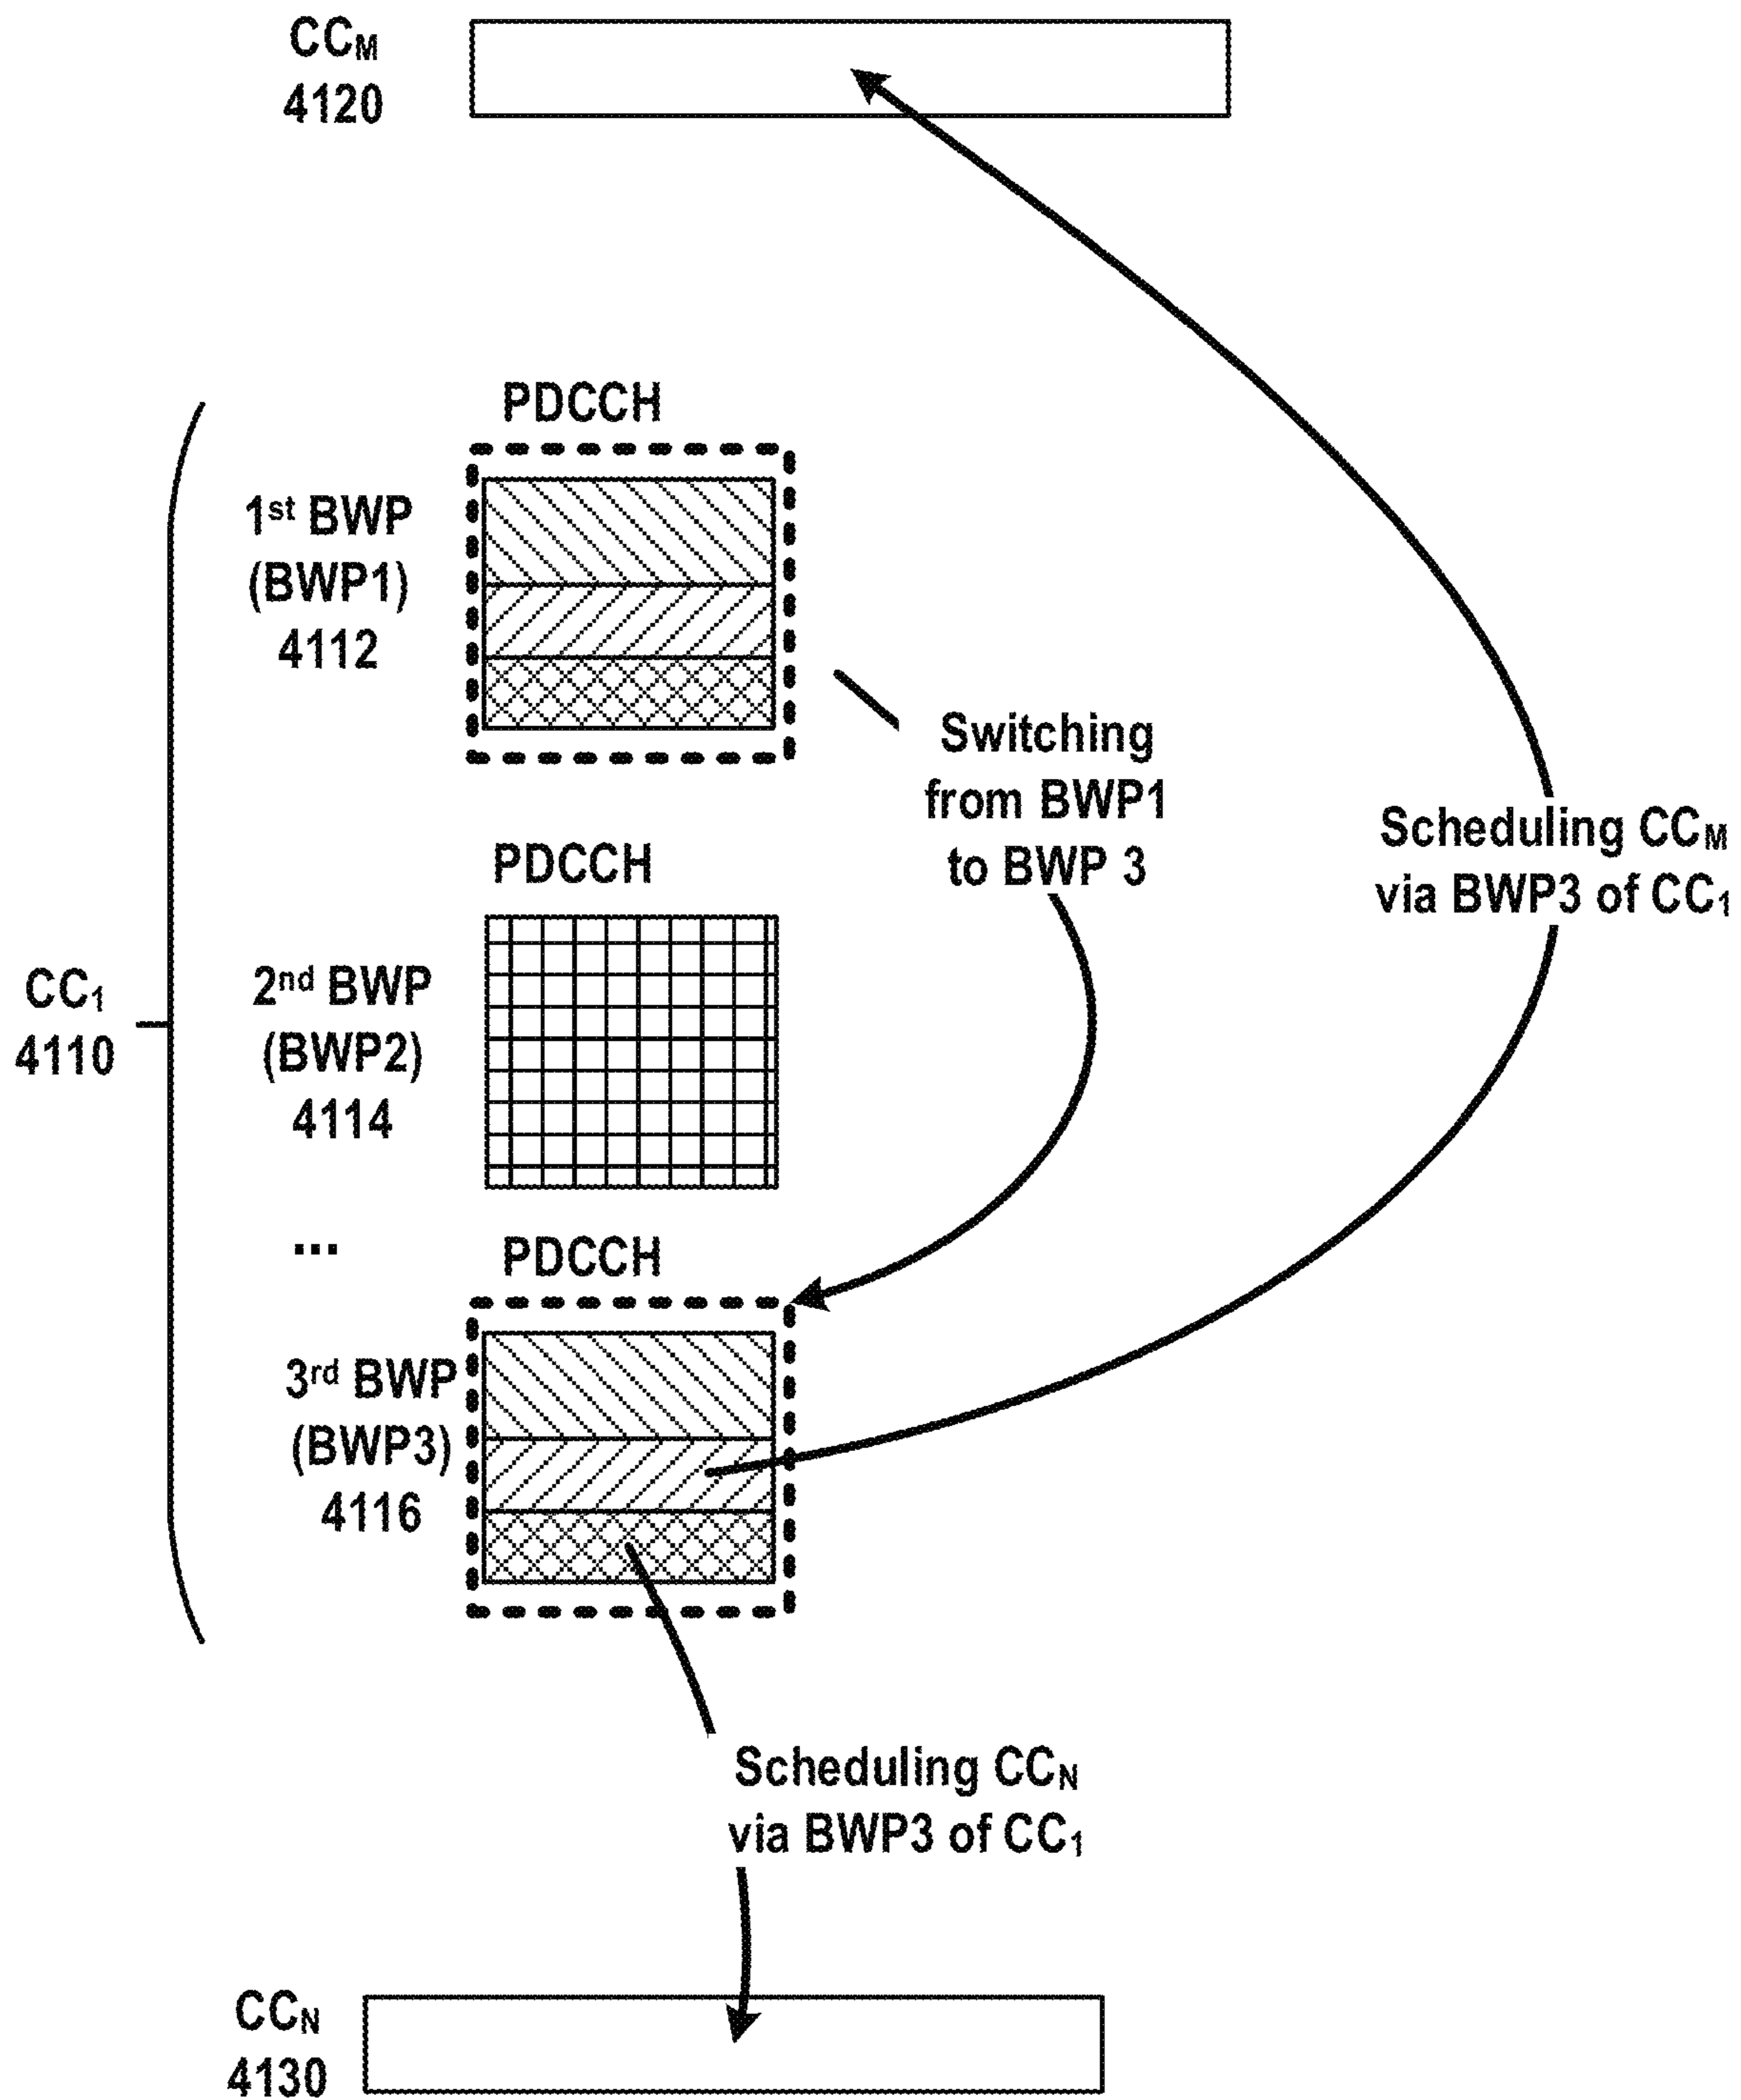 CCM
4120
PDCCH
1st BWP
(BWP1)
4112
Switching
from BWP1
to BWP 3
Scheduling CCM
via BWP3 of CC1
PDCCH
CC1
4110
2nd BWP
(BWP2)
4114
...
PDCCH
3rd BWP
(BWP3)
4116
Scheduling CCN
via BWP3 of CC1
CCN
4130